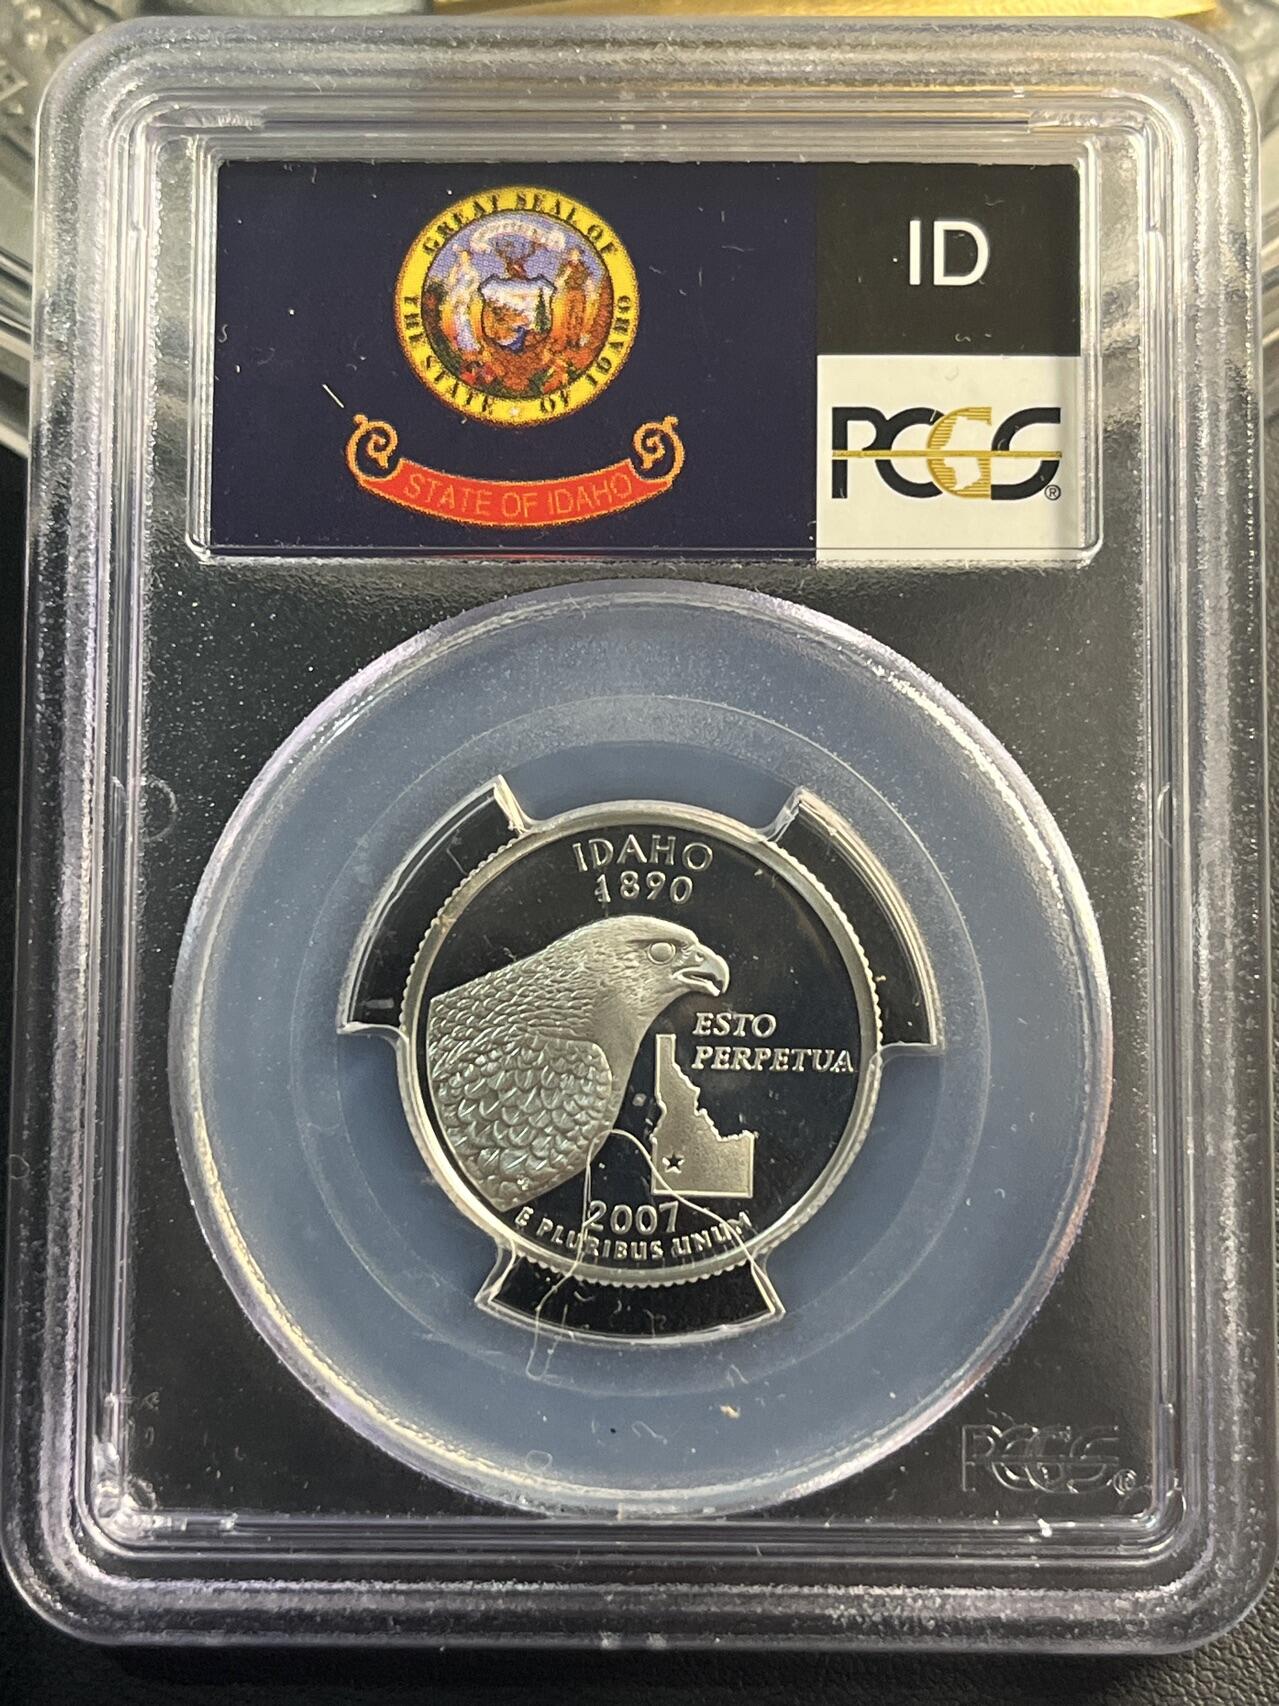 GREAT SEAL OF
THE STATE OF IDAHO
STATE OF IDAHO
ID
PCGS®
IDAHO
1890
ESTO
PERPETUA
2007
E PLURIBUS UNUM
PCGS®